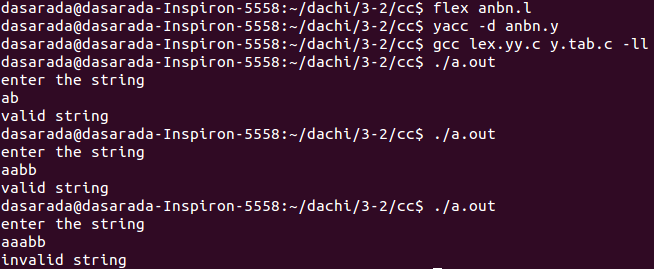 dasarada@dasarada-Inspiron-5558:~/dachi/3-2/cc$ flex anbn.l
dasarada@dasarada-Inspiron-5558:~/dachi/3-2/cc$ yacc -d anbn.y
dasarada@dasarada-Inspiron-5558:~/dachi/3-2/cc$ gcc lex.yy.c y.tab.c -ll
dasarada@dasarada-Inspiron-5558:~/dachi/3-2/cc$ ./a.out
enter the string
ab
valid string
dasarada@dasarada-Inspiron-5558:~/dachi/3-2/cc$ ./a.out
enter the string
aabb
valid string
dasarada@dasarada-Inspiron-5558:~/dachi/3-2/cc$ ./a.out
enter the string
aaabb
invalid string